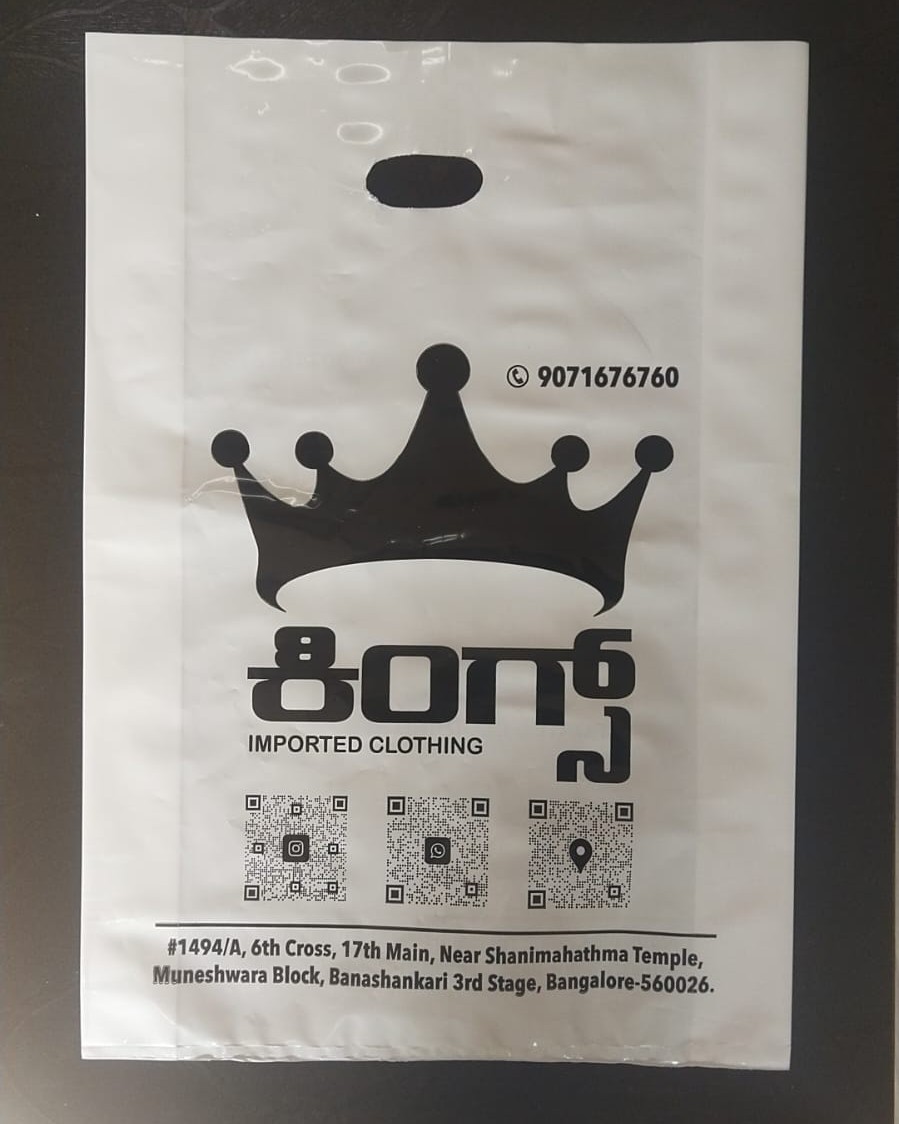 9071676760
ಕಿಂಗ್ಸ್
IMPORTED CLOTHING
#1494/A, 6th Cross, 17th Main, Near Shanimahathma Temple,
Muneshwara Block, Banashankari 3rd Stage, Bangalore-560026.